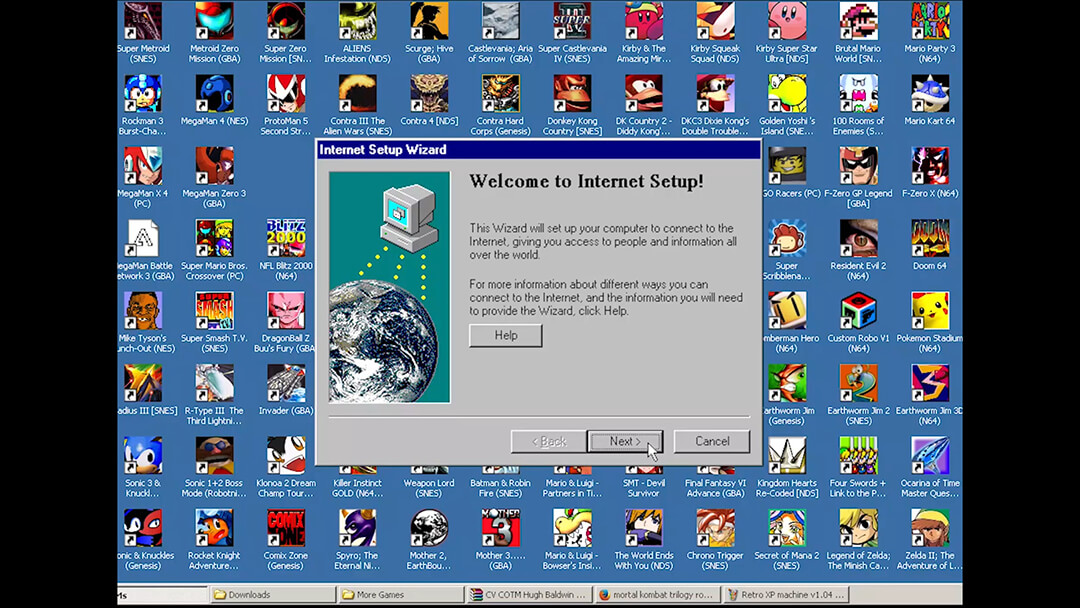 Super Metroid
(SNES)
Metroid Zero
Mission (GBA)
Super Zero
Mission [SN...
ALIENS
Infestation (NDS)
Scurge; Hive
(GBA)
Castlevania; Aria
of Sorrow (GBA)
Super Castlevania
IV (SNES)
Kirby & The
Amazing Mir...
Kirby Squeak
Squad (NDS)
Kirby Super Star
Ultra [NDS]
Brutal Mario
World [SN...
Mario Party 3
(N64)
Rockman 3
Burst-Cha...
MegaMan 4 (NES)
ProtoMan 5
Second Str...
Contra III The
Alien Wars (SNES)
Contra 4 [NDS]
Contra Hard
Corps (Genesis)
Donkey Kong
Country [SNES]
DK Country 2 -
Diddy Kong'...
DKC3 Dixie Kong's
Double Trouble...
Golden Yoshi 's
Island (SNE...
100 Rooms of
Enemies (S...
Mario Kart 64
MegaMan X 4
(PC)
MegaMan Zero 3
(GBA)
GO Racers (PC)
F-Zero GP Legend
[GBA]
F-Zero X (N64)
Internet Setup Wizard
Welcome to Internet Setup!
This Wizard will set up your computer to connect to the
Internet, giving you access to people and information all
over the world.
For more information about different ways you can
connect to the Internet, and the information you will need
to provide the Wizard, click Help.
Help
< Back
Next >
Cancel
egaMan Battle
etwork 3 (GBA)
Super Mario Bros.
Crossover (PC)
BLITZ
2000
NFL Blitz 2000
(N64)
Super
Scribblena...
Resident Evil 2
(N64)
DOOM
64
Doom 64
Mike Tyson's
unch-Out (NES)
SUPER
SMASH
Super Smash T.V.
(SNES)
DragonBall Z
Buu's Fury (GBA)
omberman Hero
(N64)
Custom Robo V1
(N64)
Pokemon Stadium
(N64)
adius III [SNES]
R-Type III The
Third Lightni...
Invader (GBA)
arthworm Jim
(Genesis)
Earthworm Jim 2
(SNES)
Earthworm Jim 3D
(N64)
Sonic 3 &
Knuckl...
Sonic 1+2 Boss
Mode (Robotni...
Klonoa 2 Dream
Champ Tour...
Killer Instinct
GOLD (N64...
Weapon Lord
(SNES)
Batman & Robin
Fire (SNES)
Mario & Luigi -
Partners in Ti...
SMT - Devil
Survivor
Final Fantasy VI
Advance (GBA)
Kingdom Hearts
Re-Coded [NDS]
Four Swords +
Link to the P...
Ocarina of Time
Master Ques...
onic & Knuckles
(Genesis)
Rocket Knight
Adventure...
COMIX
ZONE
Comix Zone
(Genesis)
Spyro; The
Eternal Ni...
Mother 2,
EarthBou...
MOTHER
3
Mother 3....
(GBA)
Mario & Luigi -
Bowser's Insi...
The World Ends
With You (NDS)
Chrono Trigger
(SNES)
Secret of Mana 2
(SNES)
Legend of Zelda;
The Minish Ca...
Zelda II; The
Adventure of L...
Downloads
More Games
CV COTM Hugh Baldwin ...
mortal kombat trilogy ro...
Retro XP machine v1.04 ...